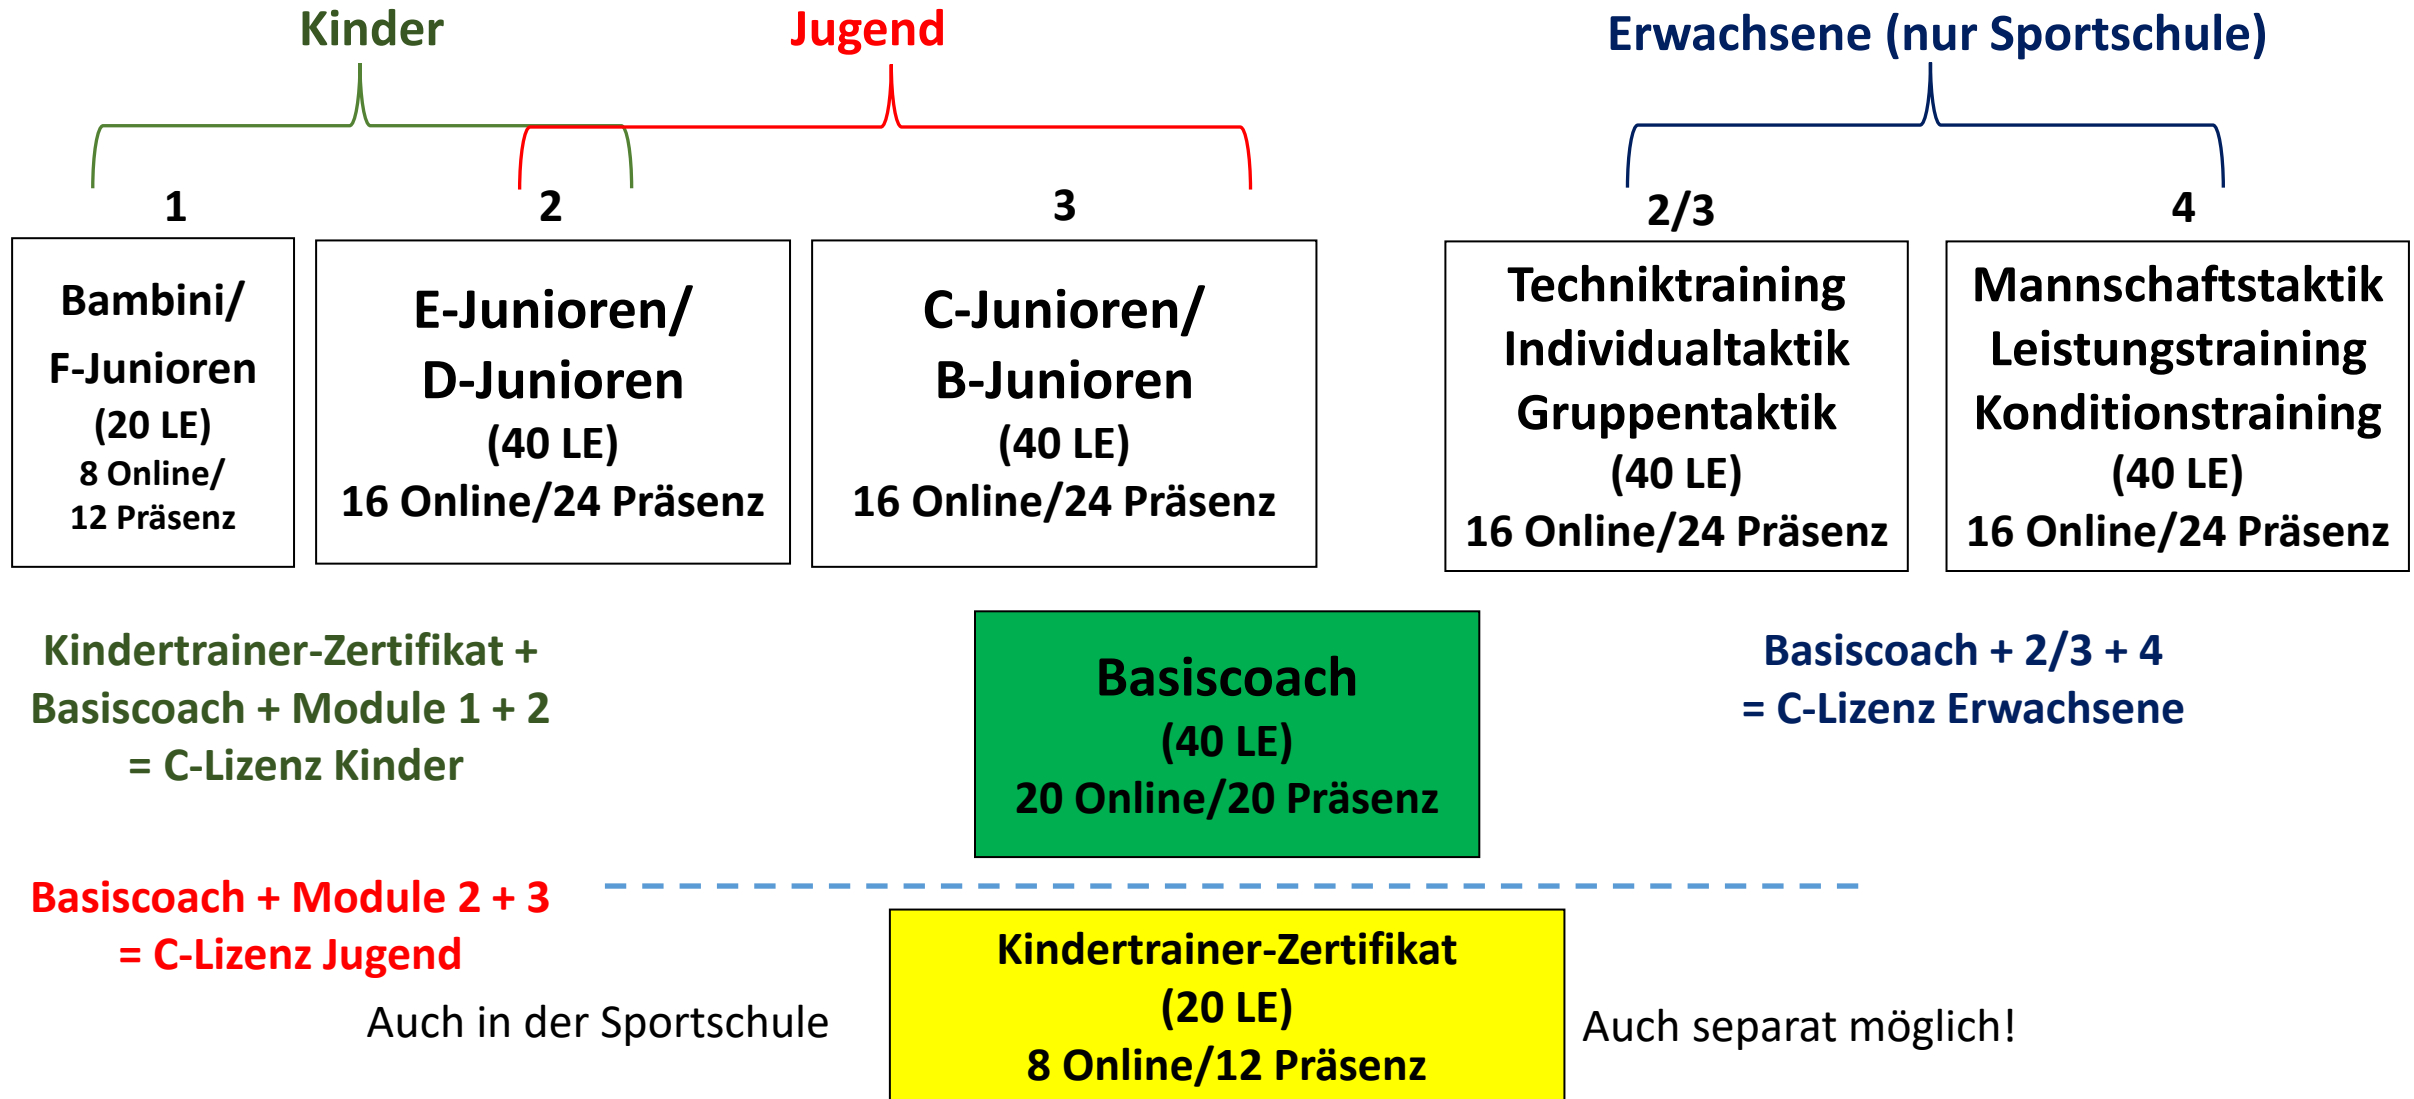 Kinder
Jugend
Erwachsene (nur Sportschule)
1
2
3
2/3
4
Bambini/
F-Junioren
(20 LE)
8 Online/
12 Präsenz
E-Junioren/
D-Junioren
(40 LE)
16 Online/24 Präsenz
C-Junioren/
B-Junioren
(40 LE)
16 Online/24 Präsenz
Techniktraining
Individualtaktik
Gruppentaktik
(40 LE)
16 Online/24 Präsenz
Mannschaftstaktik
Leistungstraining
Konditionstraining
(40 LE)
16 Online/24 Präsenz
Kindertrainer-Zertifikat +
Basiscoach + Module 1 + 2
= C-Lizenz Kinder
Basiscoach
(40 LE)
20 Online/20 Präsenz
Basiscoach + 2/3 + 4
= C-Lizenz Erwachsene
Basiscoach + Module 2 + 3
= C-Lizenz Jugend
Auch in der Sportschule
Kindertrainer-Zertifikat
(20 LE)
8 Online/12 Präsenz
Auch separat möglich!